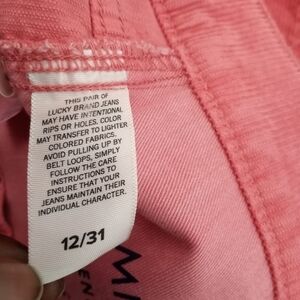 THIS PAIR OF
LUCKY BRAND JEANS
MAY HAVE INTENTIONAL
RIPS OR HOLES. COLOR
MAY TRANSFER TO LIGHTER
COLORED FABRICS.
AVOID PULLING UP BY
BELT LOOPS, SIMPLY
FOLLOW THE CARE
INSTRUCTIONS TO
ENSURE THAT YOUR
JEANS MAINTAIN THEIR
INDIVIDUAL CHARACTER.
12/31